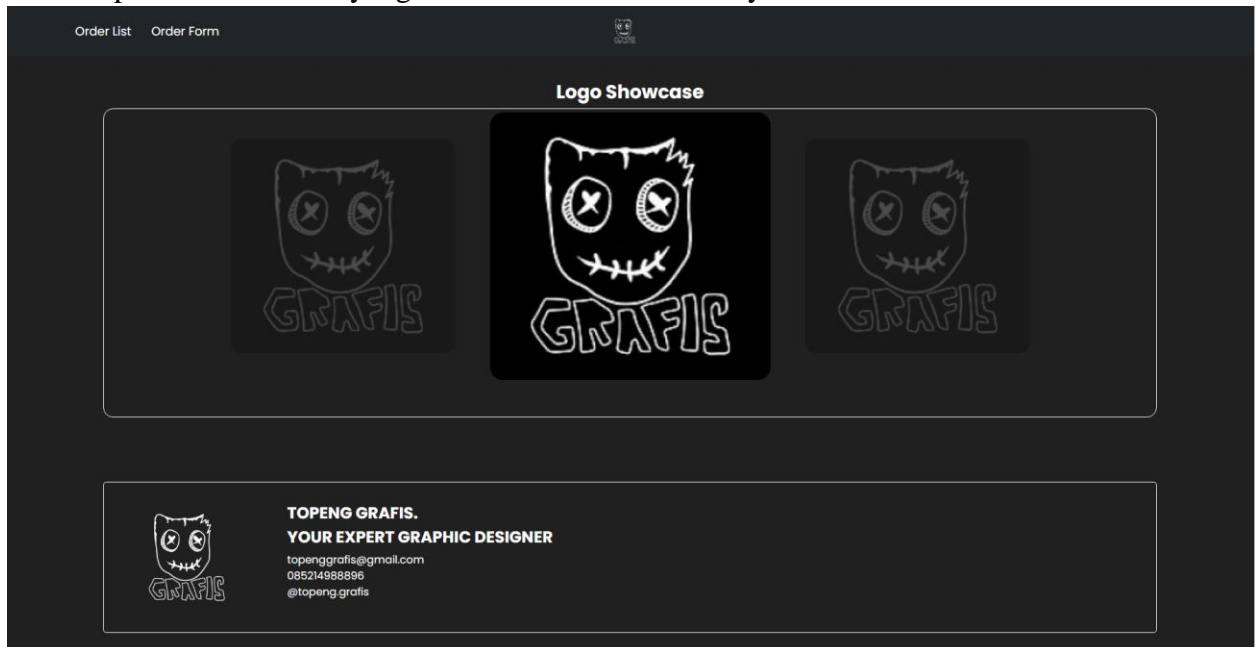 Order List Order Form
GRAFIS
Logo Showcase
GRAFIS GRAFIS GRAFIS
TOPENG GRAFIS.
YOUR EXPERT GRAPHIC DESIGNER
topenggrafis@gmail.com
085214988896
@topeng.grafis
GRAFIS